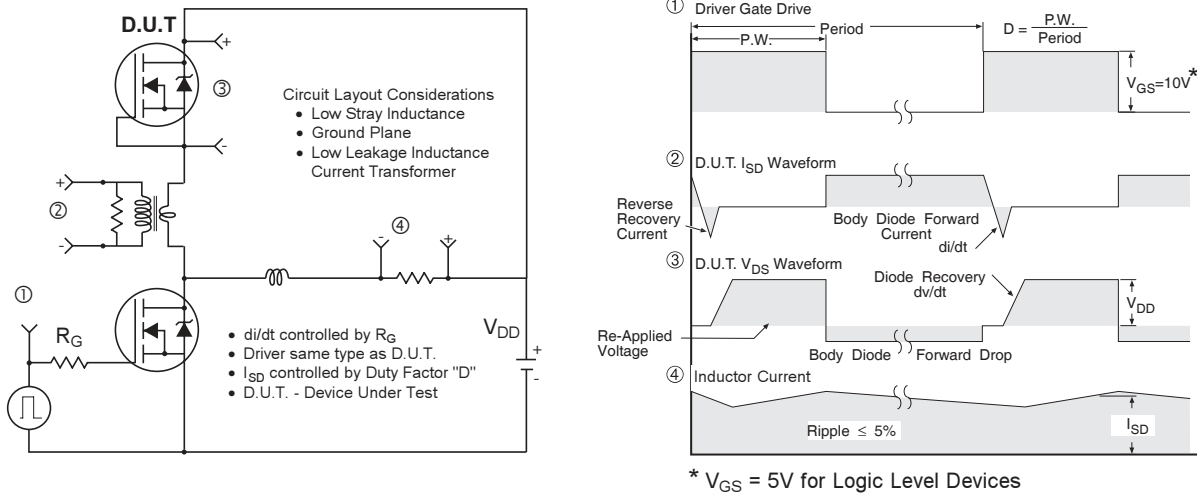 D.U.T
+
③
-
Circuit Layout Considerations
• Low Stray Inductance
• Ground Plane
• Low Leakage Inductance
Current Transformer
+
②
-
④
-
+
①
R_G
V_DD
+
-
• di/dt controlled by R_G
• Driver same type as D.U.T.
• I_SD controlled by Duty Factor "D"
• D.U.T. - Device Under Test
① Driver Gate Drive
P.W.
Period
D = P.W.
Period
V_GS=10V*
② D.U.T. I_SD Waveform
Reverse
Recovery
Current
Body Diode Forward
Current
di/dt
③ D.U.T. V_DS Waveform
Diode Recovery
dv/dt
V_DD
Re-Applied
Voltage
Body Diode
Forward Drop
④ Inductor Current
Ripple ≤ 5%
I_SD
* V_GS = 5V for Logic Level Devices